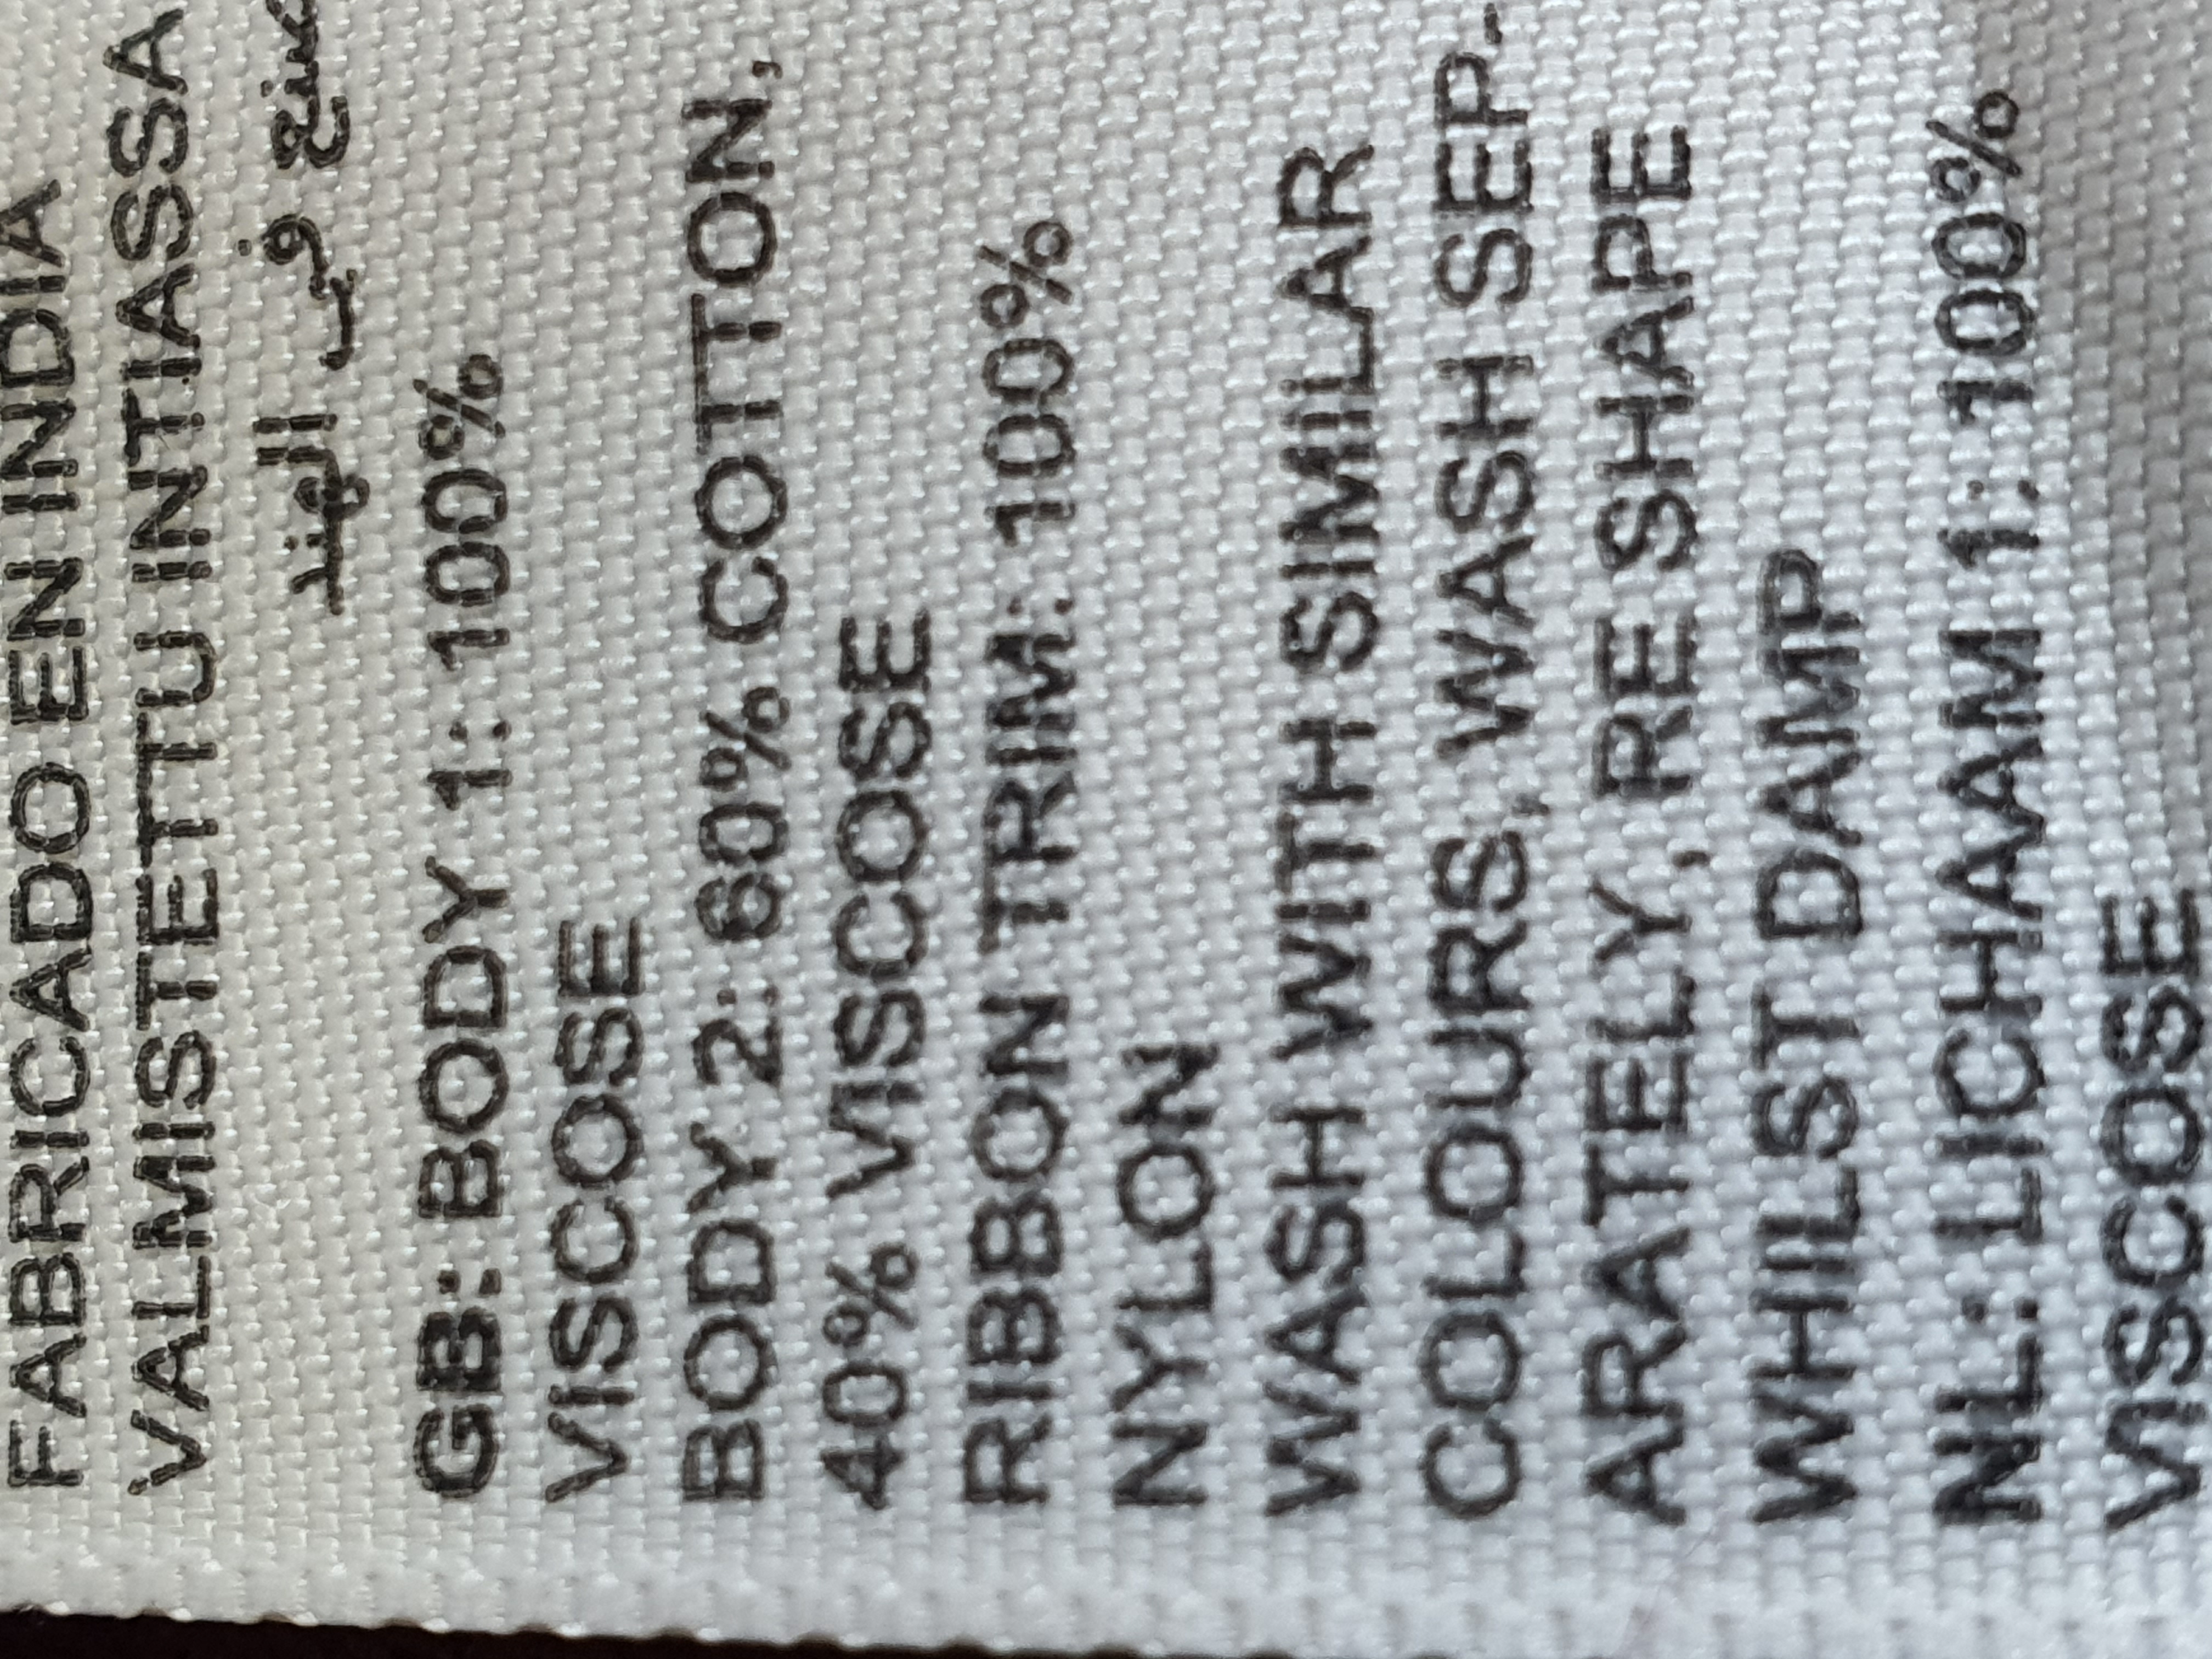 FABRICADO EN INDIA
VALMISTETTU INTIASSA
صنع في الهند
GB: BODY 1: 100%
VISCOSE
BODY 2: 60% COTTON,
40% VISCOSE
RIBBON TRIM: 100%
NYLON
WASH WITH SIMILAR
COLOURS, WASH SEP-
ARATELY, RE SHAPE
WHILST DAMP
NL: LICHAAM 1: 100%
VISCOSE